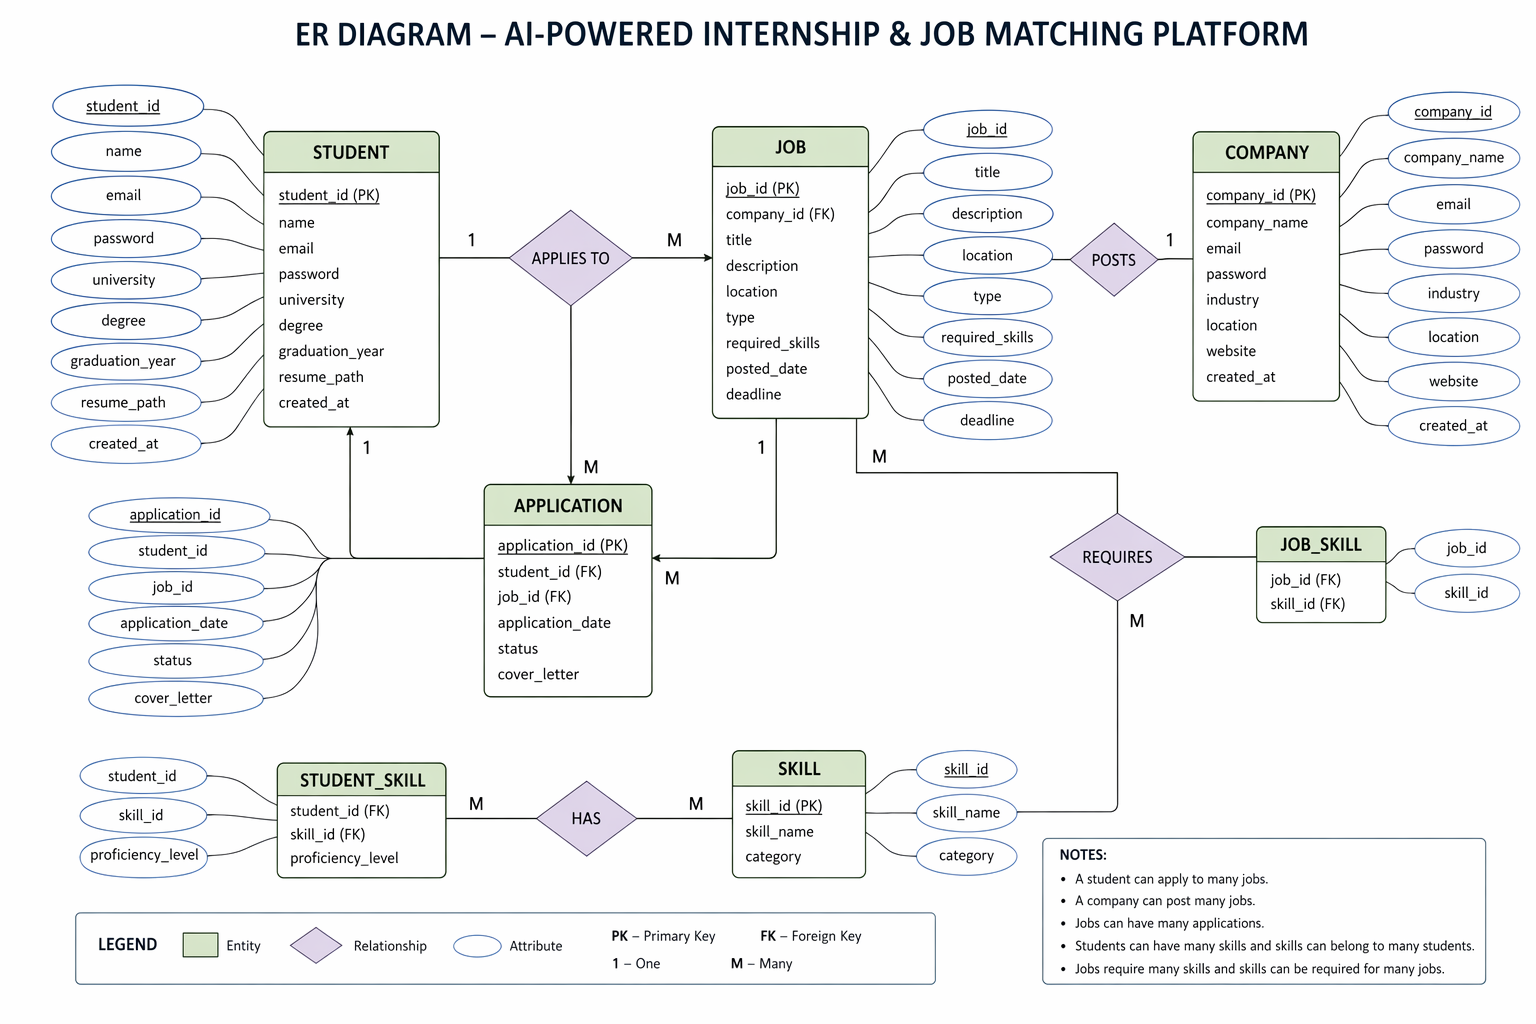 ER DIAGRAM – AI-POWERED INTERNSHIP & JOB MATCHING PLATFORM
student_id
name
email
password
university
degree
graduation_year
resume_path
created_at
STUDENT
student_id (PK)
name
email
password
university
degree
graduation_year
resume_path
created_at
1
APPLIES TO
M
JOB
job_id (PK)
company_id (FK)
title
description
location
type
required_skills
posted_date
deadline
job_id
title
description
location
type
required_skills
posted_date
deadline
POSTS
1
COMPANY
company_id (PK)
company_name
email
password
industry
location
website
created_at
company_id
company_name
email
password
industry
location
website
created_at
1
M
1
M
M
application_id
student_id
job_id
application_date
status
cover_letter
APPLICATION
application_id (PK)
student_id (FK)
job_id (FK)
application_date
status
cover_letter
REQUIRES
M
JOB_SKILL
job_id (FK)
skill_id (FK)
job_id
skill_id
student_id
skill_id
proficiency_level
STUDENT_SKILL
student_id (FK)
skill_id (FK)
proficiency_level
M
HAS
M
SKILL
skill_id (PK)
skill_name
category
skill_id
skill_name
category
NOTES:
• A student can apply to many jobs.
• A company can post many jobs.
• Jobs can have many applications.
• Students can have many skills and skills can belong to many students.
• Jobs require many skills and skills can be required for many jobs.
LEGEND
Entity
Relationship
Attribute
PK – Primary Key
FK – Foreign Key
1 – One
M – Many